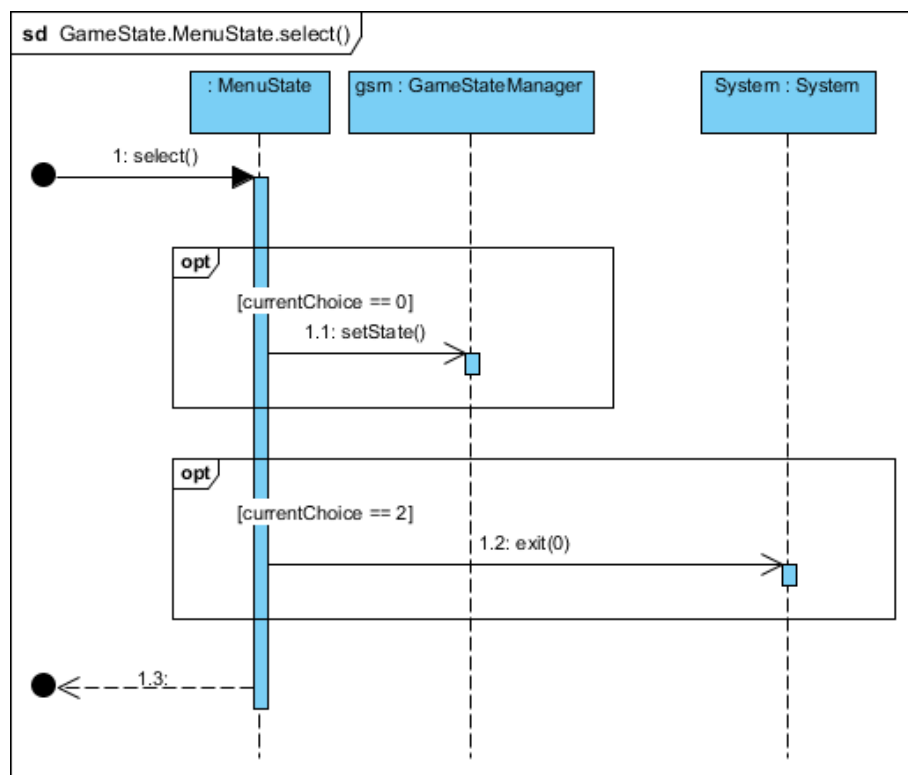 sd GameState.MenuState.select()
: MenuState
gsm : GameStateManager
System : System
1: select()
opt
[currentChoice == 0]
1.1: setState()
opt
[currentChoice == 2]
1.2: exit(0)
1.3: